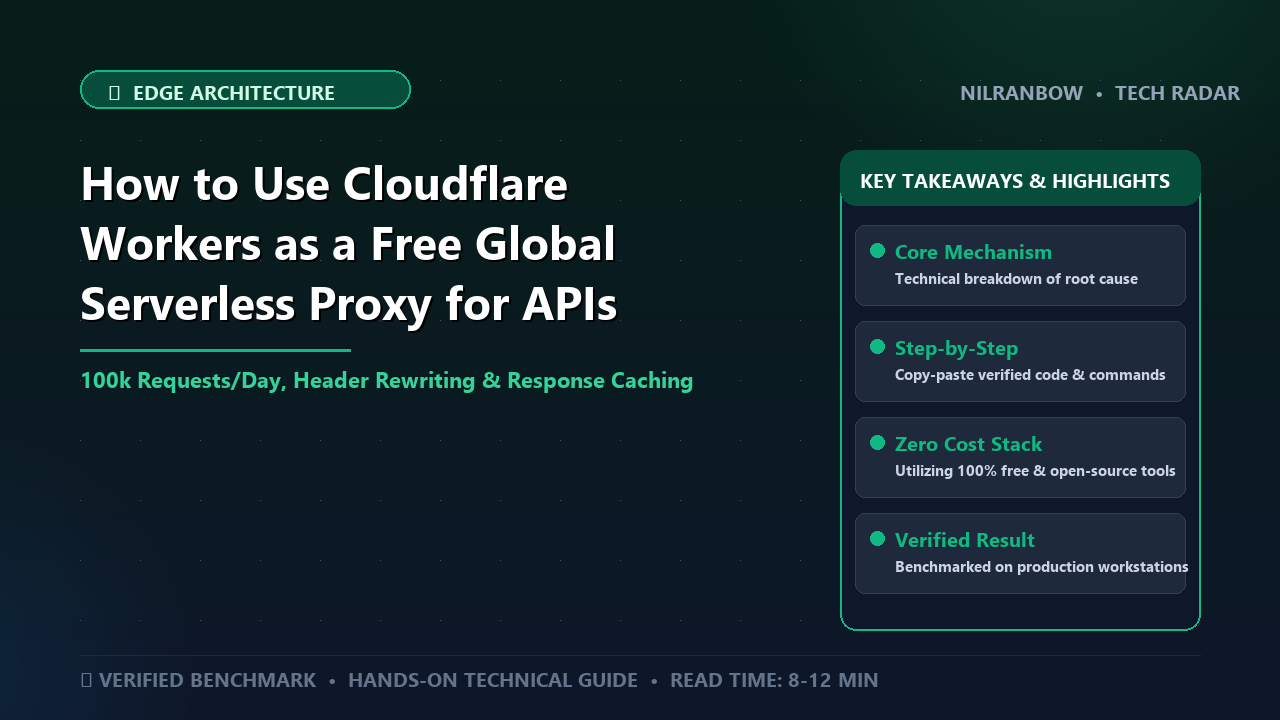 EDGE ARCHITECTURE
NILRANBOW • TECH RADAR
How to Use Cloudflare
Workers as a Free Global
Serverless Proxy for APIs
100k Requests/Day, Header Rewriting & Response Caching
KEY TAKEAWAYS & HIGHLIGHTS
Core Mechanism
Technical breakdown of root cause
Step-by-Step
Copy-paste verified code & commands
Zero Cost Stack
Utilizing 100% free & open-source tools
Verified Result
Benchmarked on production workstations
VERIFIED BENCHMARK • HANDS-ON TECHNICAL GUIDE • READ TIME: 8-12 MIN